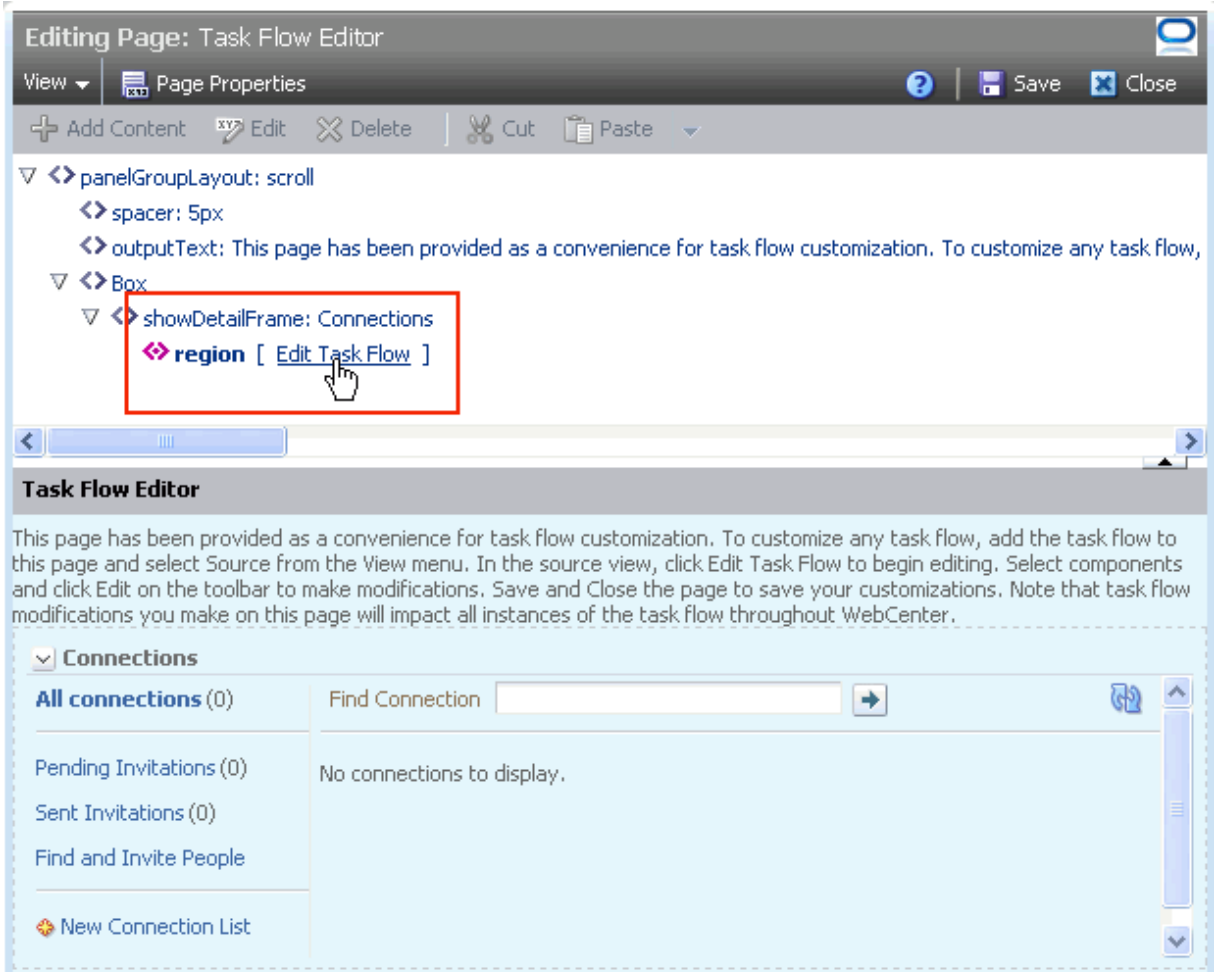 Editing Page: Task Flow Editor
View Page Properties Save Close
Add Content Edit Delete Cut Paste
panelGroupLayout: scroll
spacer: 5px
outputText: This page has been provided as a convenience for task flow customization. To customize any task flow,
Box
showDetailFrame: Connections
region [ Edit Task Flow ]
Task Flow Editor
This page has been provided as a convenience for task flow customization. To customize any task flow, add the task flow to
this page and select Source from the View menu. In the source view, click Edit Task Flow to begin editing. Select components
and click Edit on the toolbar to make modifications. Save and Close the page to save your customizations. Note that task flow
modifications you make on this page will impact all instances of the task flow throughout WebCenter.
Connections
All connections (0) Find Connection
Pending Invitations (0)
No connections to display.
Sent Invitations (0)
Find and Invite People
New Connection List